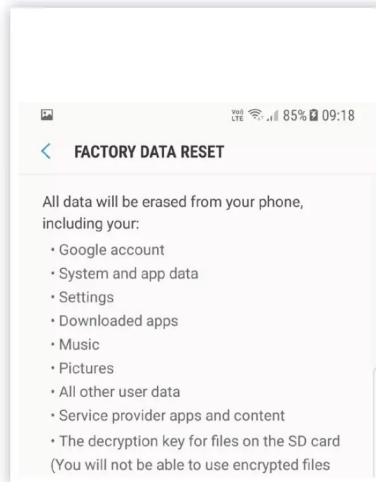 Vo)) LTE 85% 09:18
FACTORY DATA RESET
All data will be erased from your phone,
including your:
• Google account
• System and app data
• Settings
• Downloaded apps
• Music
• Pictures
• All other user data
• Service provider apps and content
• The decryption key for files on the SD card
(You will not be able to use encrypted files